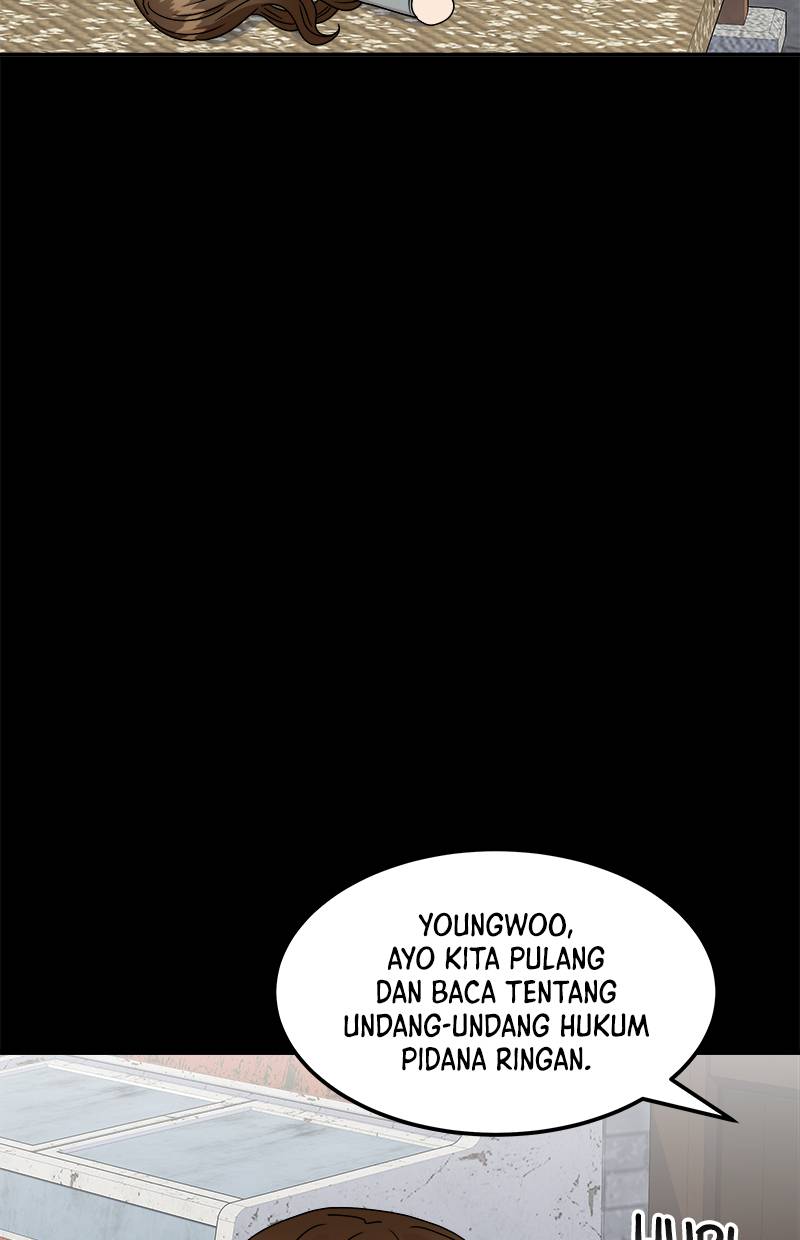 YOUNGWOO,
AYO KITA PULANG
DAN BACA TENTANG
UNDANG-UNDANG HUKUM
PIDANA RINGAN.